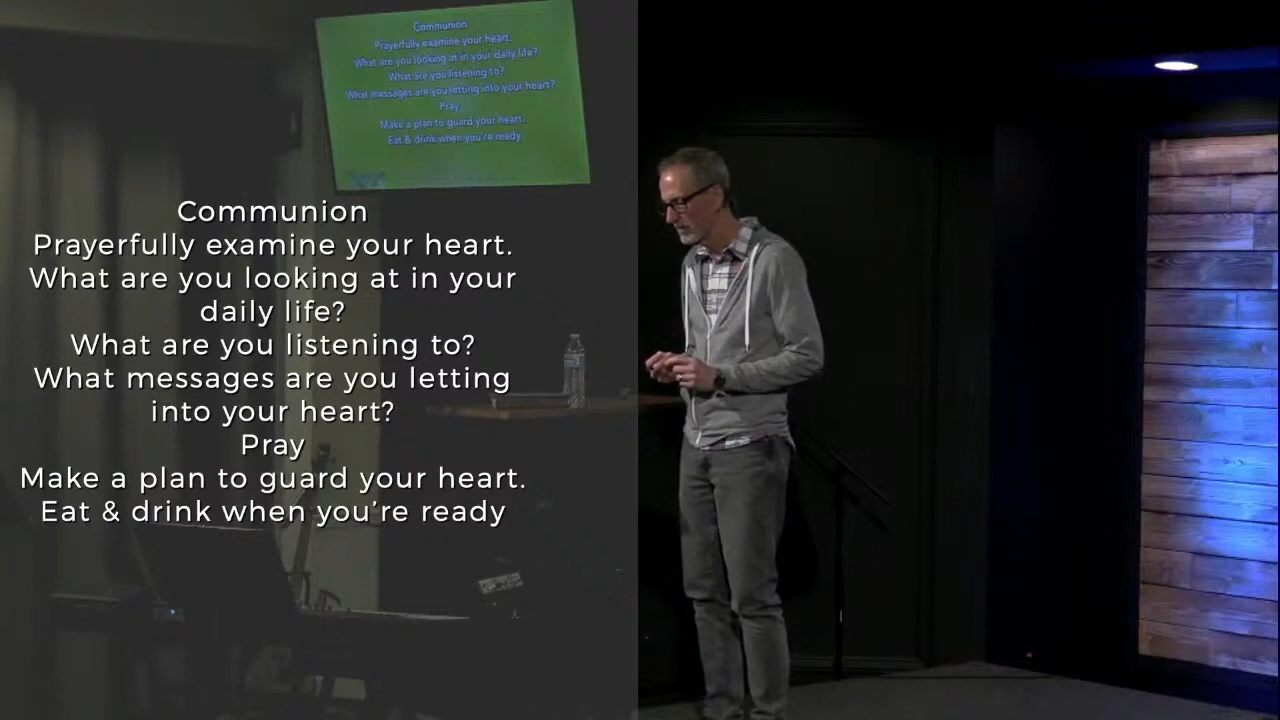 Communion
Prayerfully examine your heart.
What are you looking at in your daily life?
What are you listening to?
What messages are you letting into your heart?
Pray
Make a plan to guard your heart.
Eat & drink when you're ready
Communion
Prayerfully examine your heart.
What are you looking at in your
daily life?
What are you listening to?
What messages are you letting
into your heart?
Pray
Make a plan to guard your heart.
Eat & drink when you’re ready